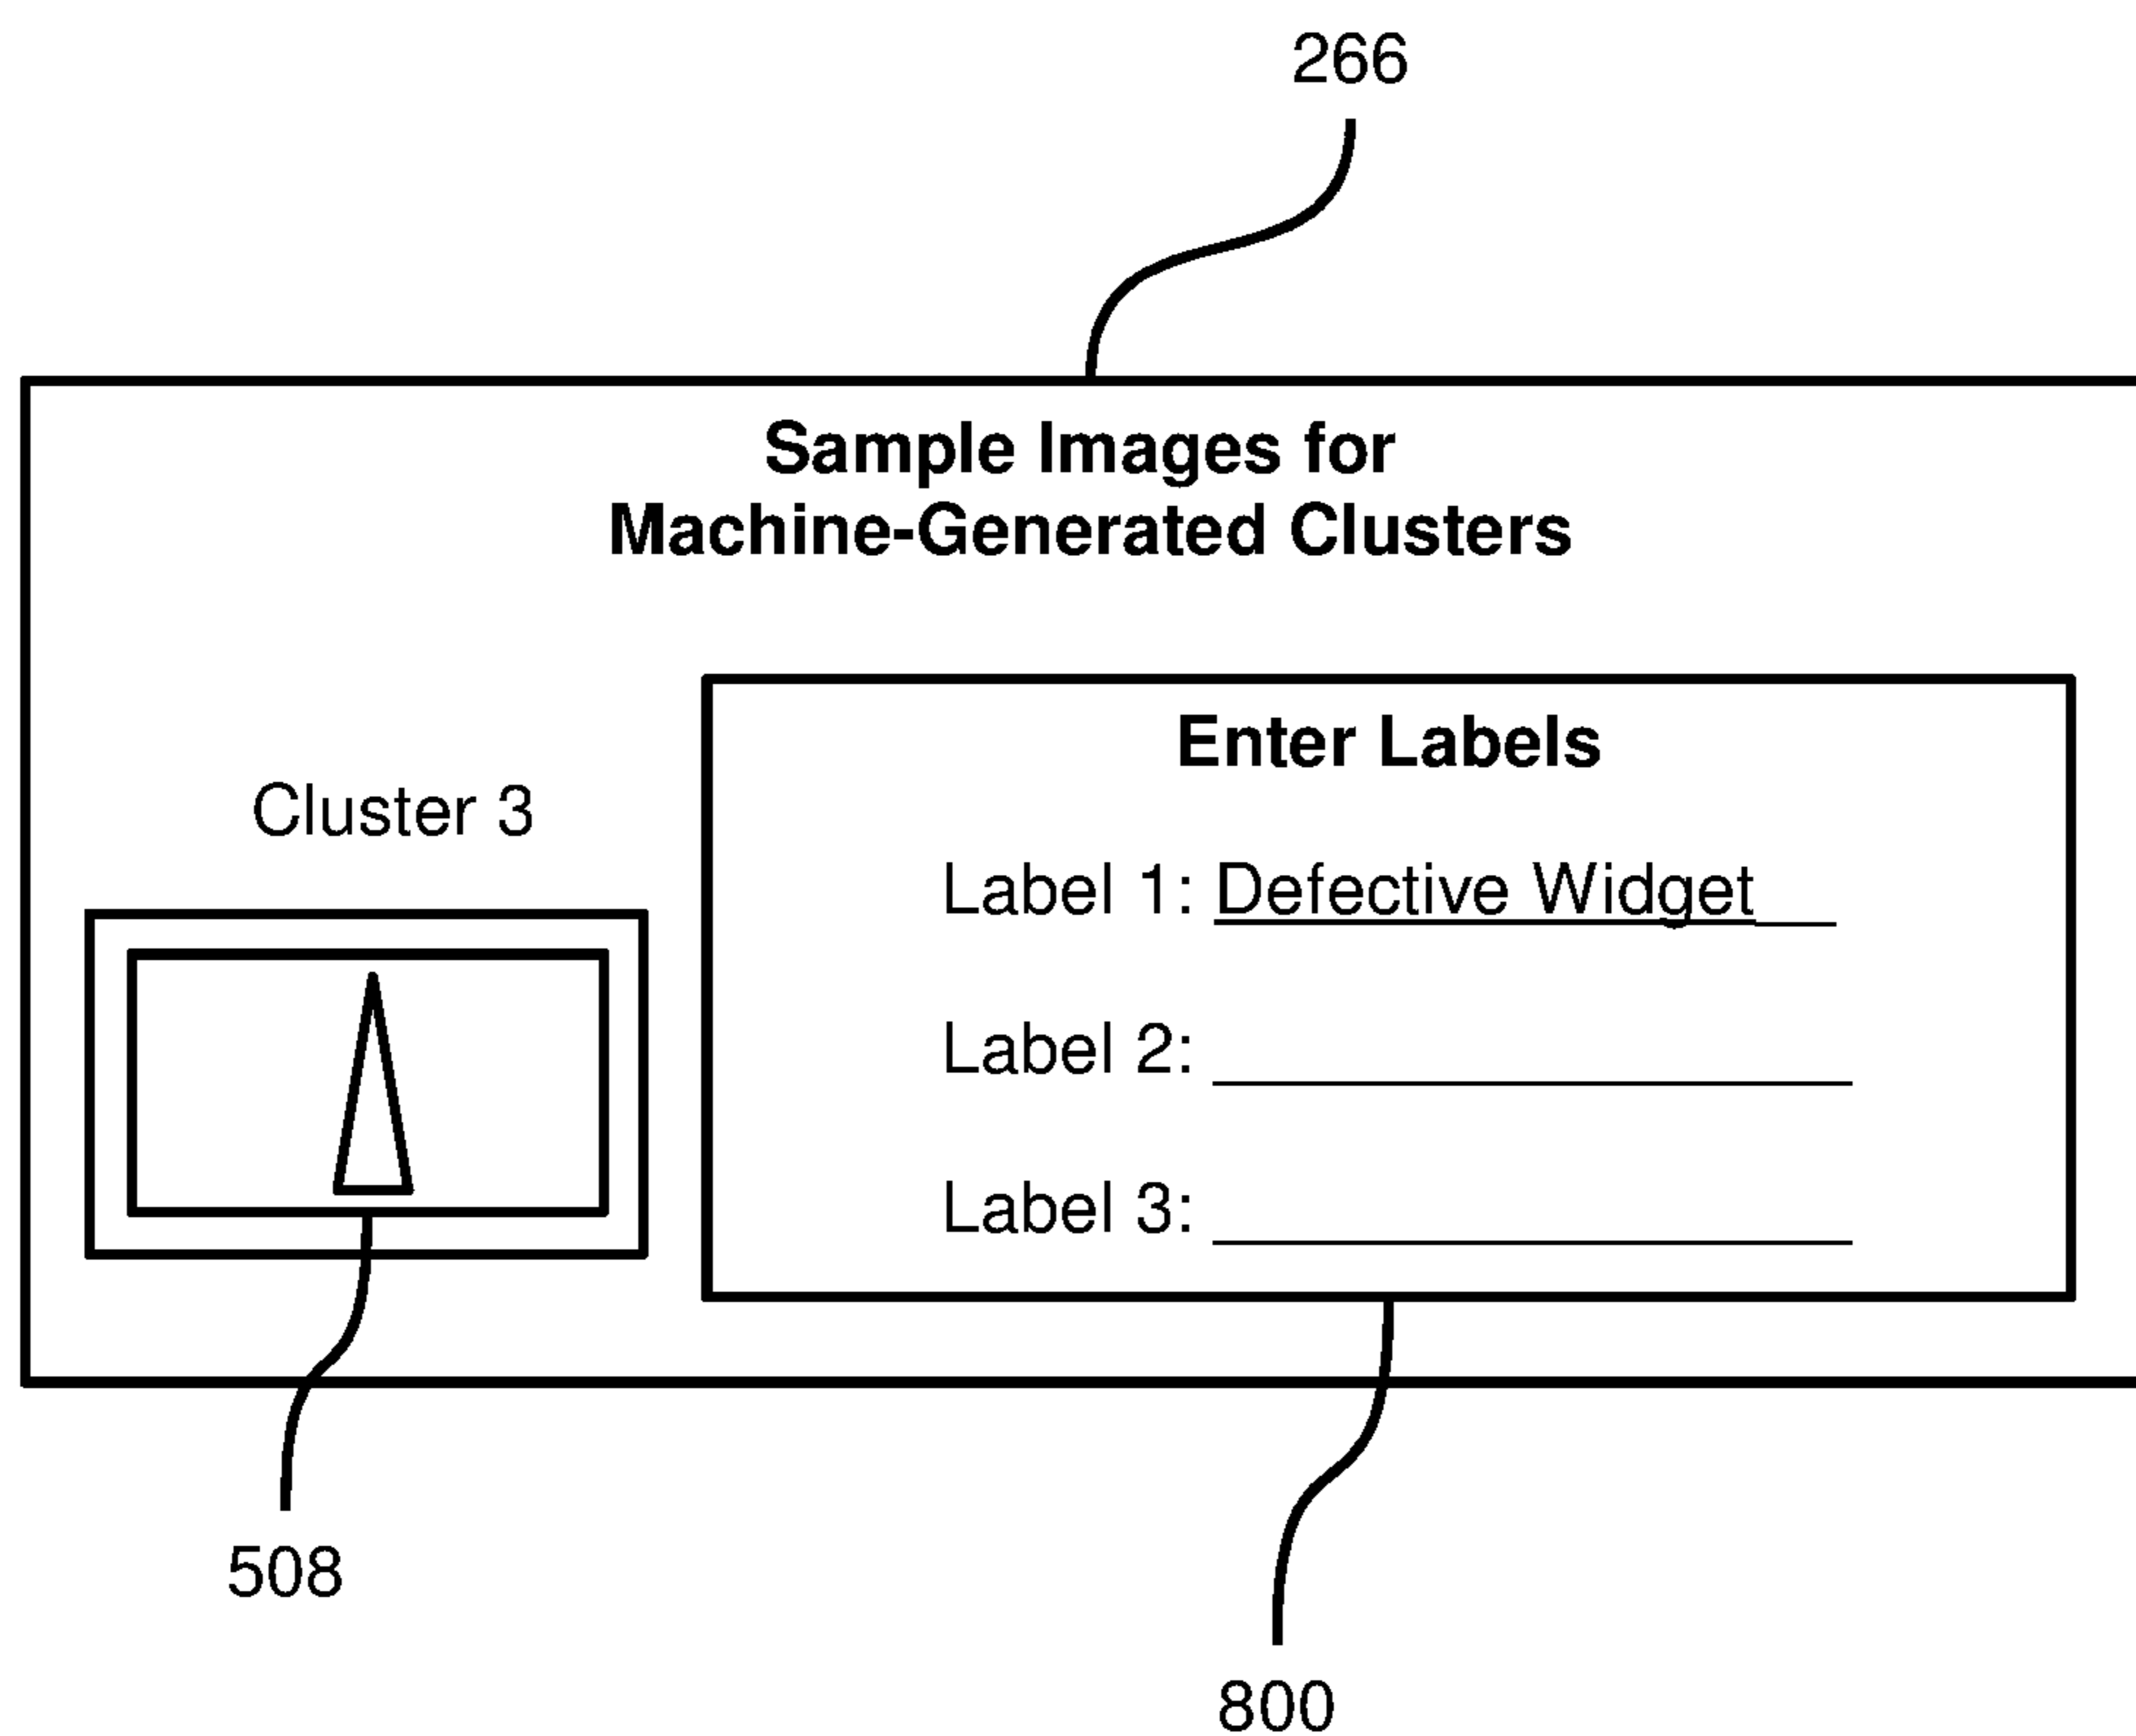 266
Sample Images for
Machine-Generated Clusters
Enter Labels
Cluster 3
Label 1: Defective Widget
Label 2:
Label 3:
508
800